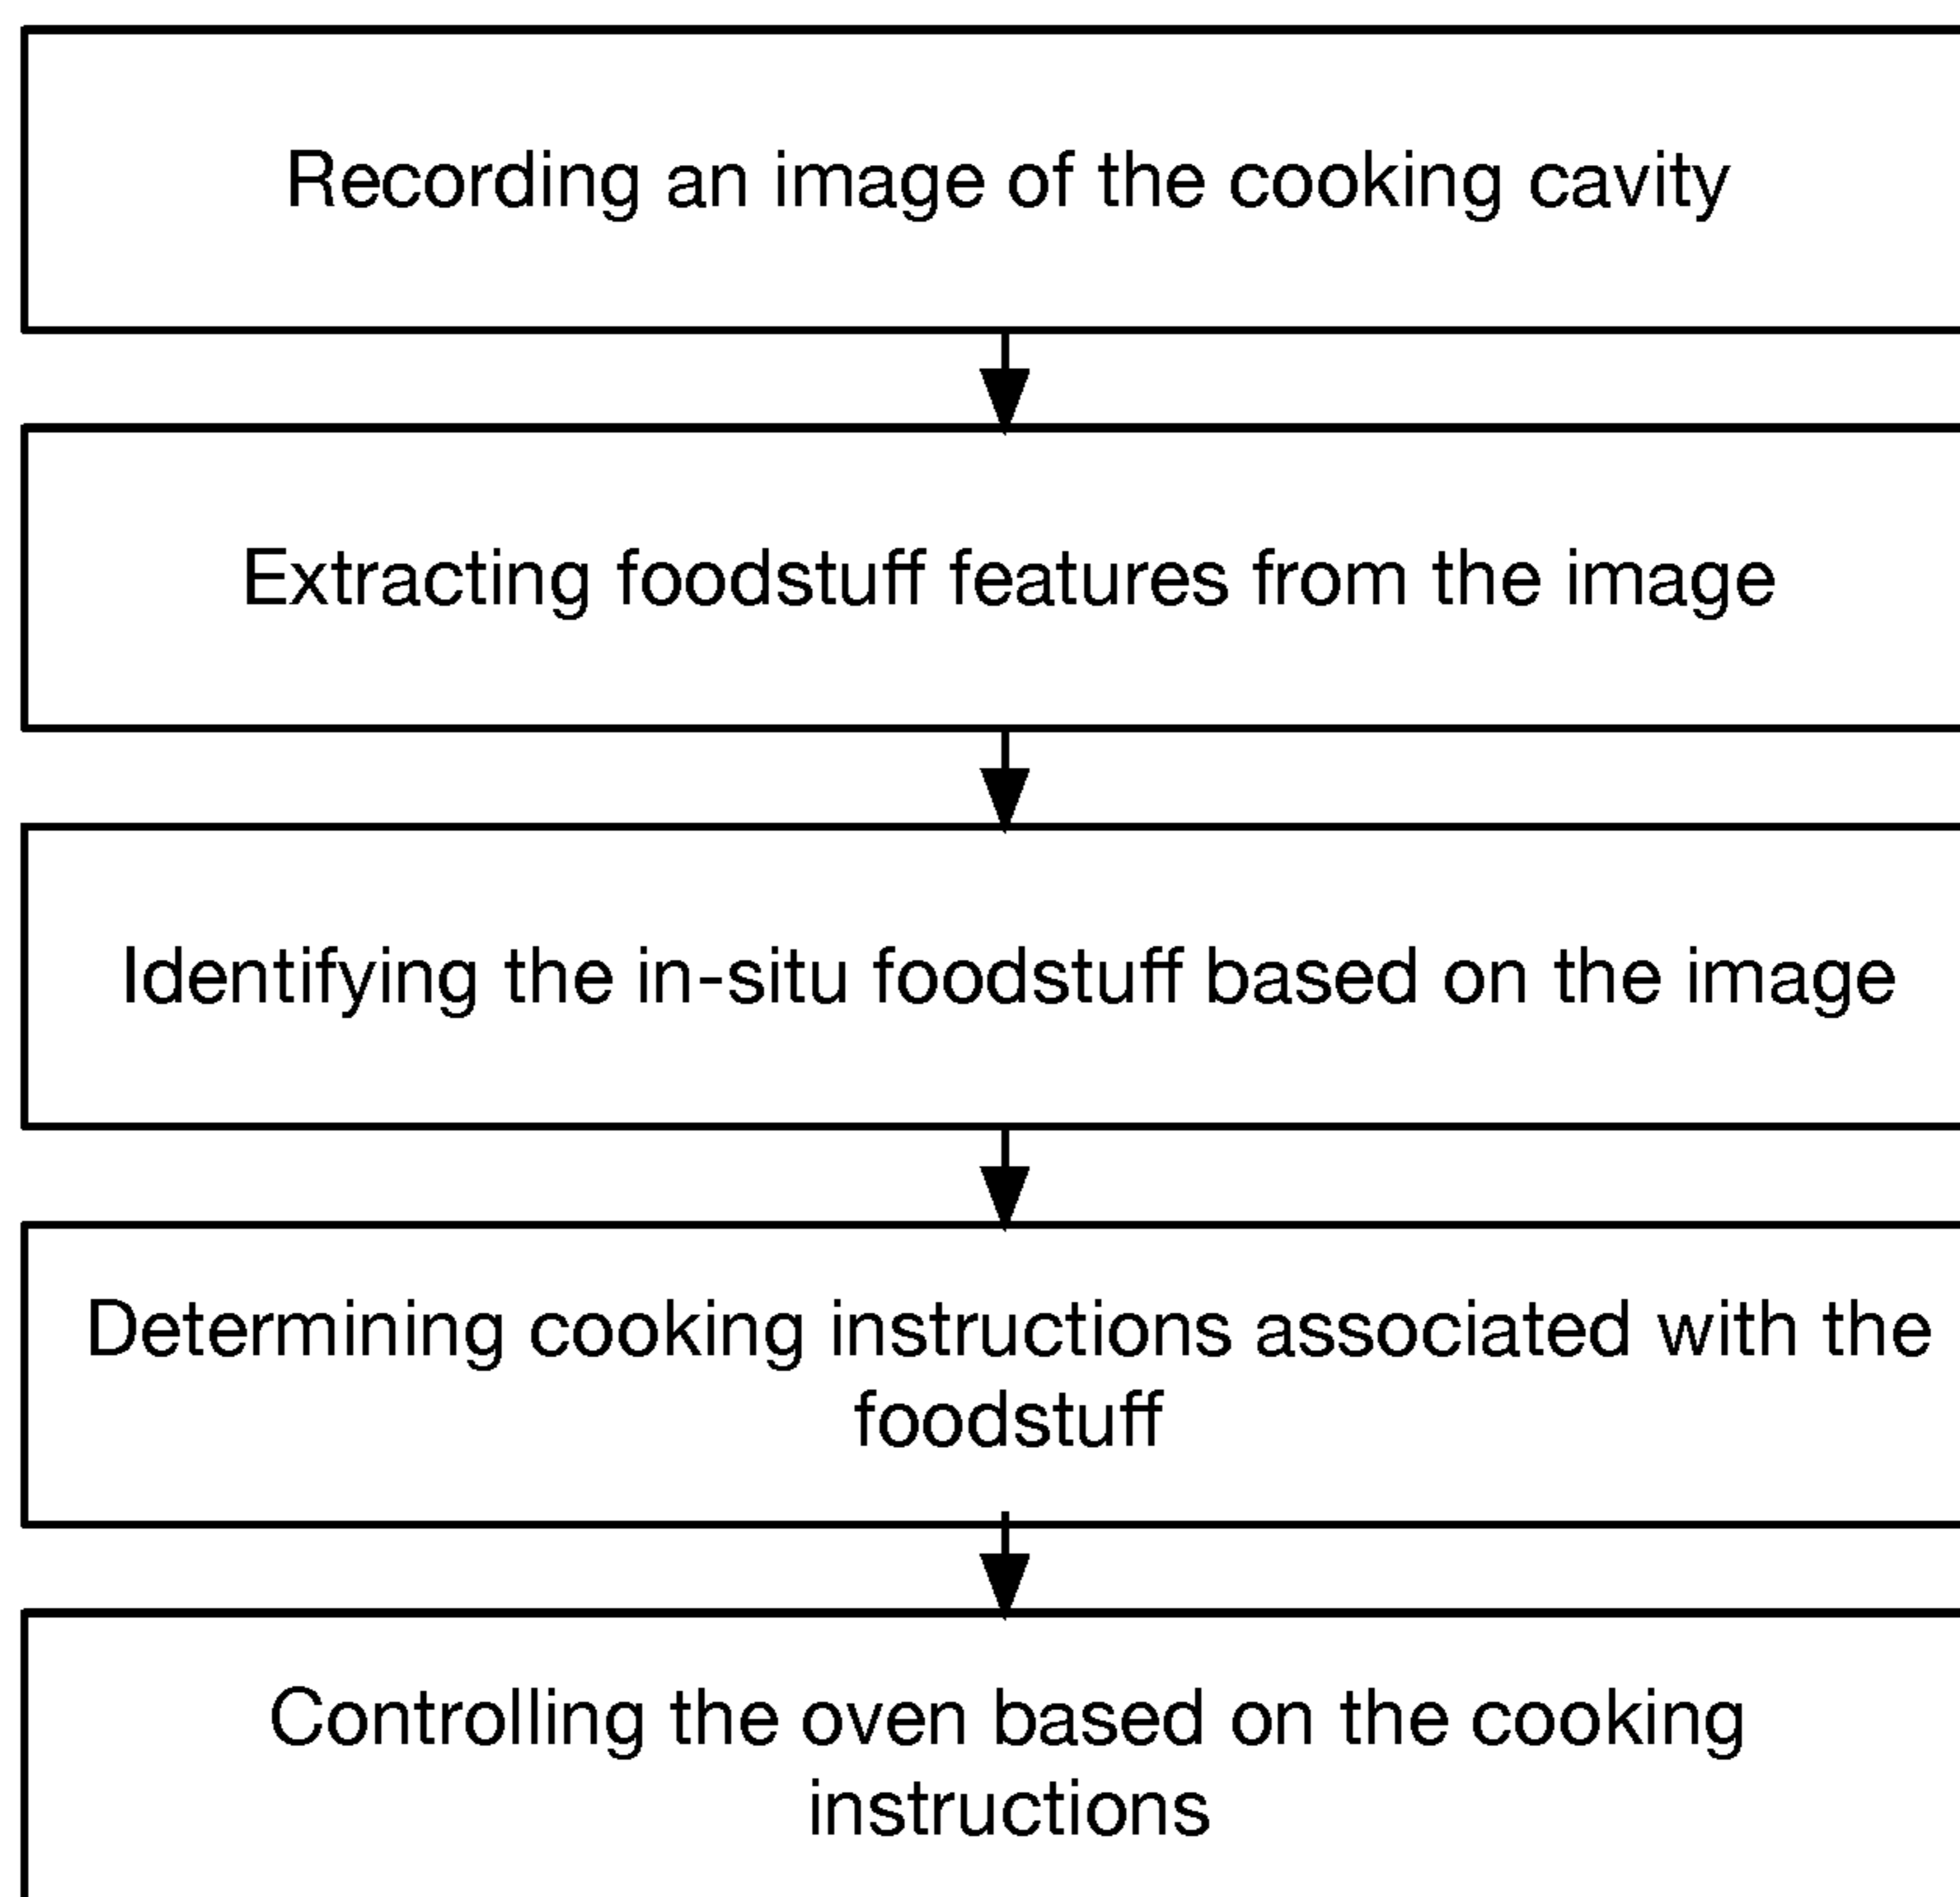 Recording an image of the cooking cavity
Extracting foodstuff features from the image
Identifying the in-situ foodstuff based on the image
Determining cooking instructions associated with the
foodstuff
Controlling the oven based on the cooking
instructions